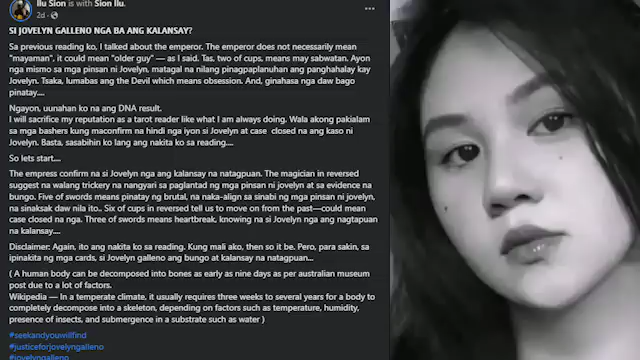 Ilu Sion is with Sion Ilu.
2d
SI JOVELYN GALLENO NGA BA ANG KALANSAY?
Sa previous reading ko, I talked about the emperor. The emperor does not necessarily mean
"mayaman", it could mean "older guy" — as I said. Tas, two of cups, means may sabwatan. Ayon
nga mismo sa mga pinsan ni Jovelyn, matagal na nilang pinagpaplanuhan ang panghahalay kay
Jovelyn. Tsaka, lumabas ang the Devil which means obsession. And, ginahasa nga daw bago
pinatay....
Ngayon, uunahan ko na ang DNA result.
I will sacrifice my reputation as a tarot reader like what I am always doing. Wala akong pakialam
sa mga bashers kung maconfirm na hindi nga iyon si Jovelyn at case closed na ang kaso ni
Jovelyn. Basta, sasabihin ko lang ang nakita ko sa reading....
So lets start....
The empress confirm na si Jovelyn nga ang kalansay na natagpuan. The magician in reversed
suggest na walang trickery na nangyari sa paglantad ng mga pinsan ni jovelyn at sa evidence na
bungo. Five of swords means pinatay ng brutal, na naka-align sa sinabi ng mga pinsan ni jovelyn,
na sinaksak daw nila ito.. Six of cups in reversed tell us to move on from the past—could mean
case closed na nga. Three of swords means heartbreak, knowing na si Jovelyn nga ang nagtapuan
na kalansay....
Disclaimer: Again, ito ang nakita ko sa reading. Kung mali ako, then so it be. Pero, para sakin, sa
ipinakita ng mga cards, si Jovelyn galleno ang bungo at kalansay na natagpuan...
( A human body can be decomposed into bones as early as nine days as per australian museum
post due to a lot of factors.
Wikipedia — In a temperate climate, it usually requires three weeks to several years for a body to
completely decompose into a skeleton, depending on factors such as temperature, humidity,
presence of insects, and submergence in a substrate such as water )
#seekandyouwillfind
#justiceforjovelyngalleno
#jovelyngalleno